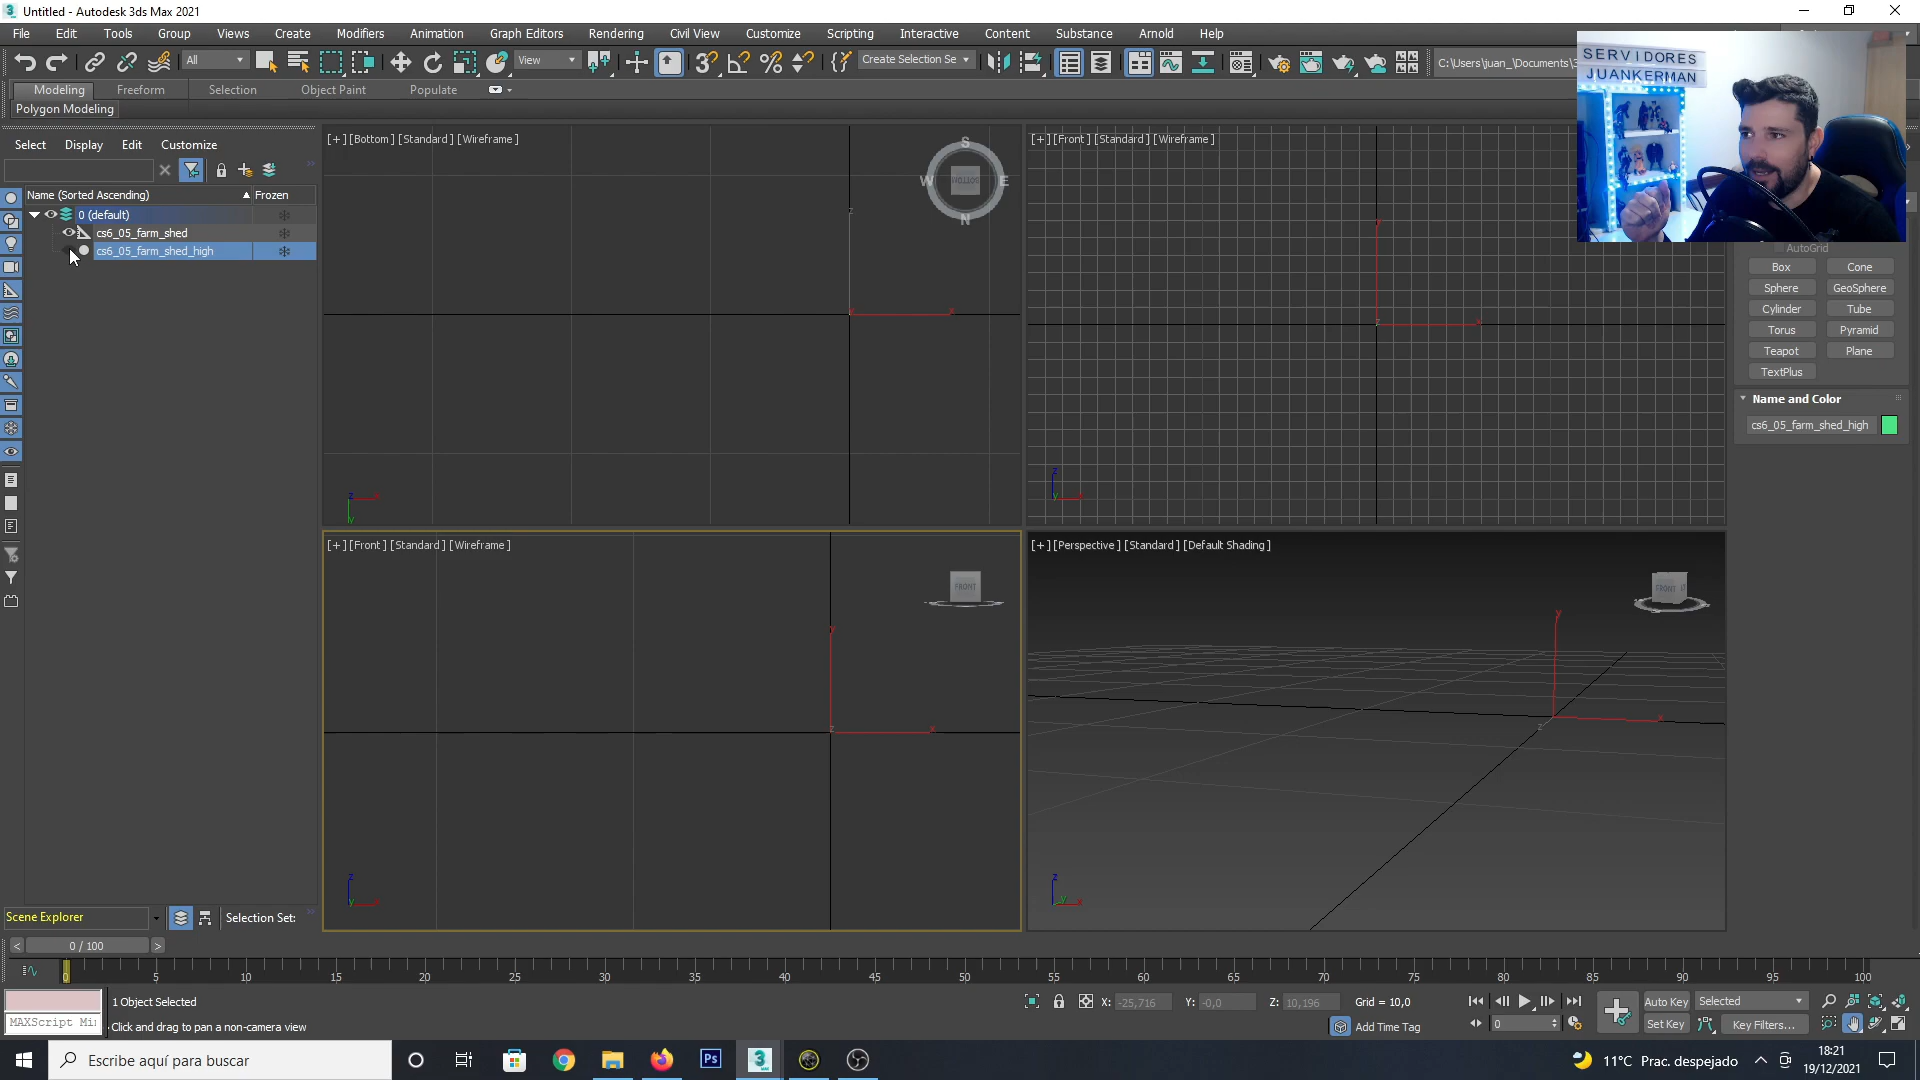 Untitled - Autodesk 3ds Max 2021
File Edit Tools Group Views Create Modifiers Animation Graph Editors Rendering Civil View Customize Scripting Interactive Content Substance Arnold Help
All View Create Selection Se C:\Users\juan_\Documents\3
SERVIDORES
JUANKERMAN
Modeling Freeform Selection Object Paint Populate
Polygon Modeling
Select Display Edit Customize
Name (Sorted Ascending) Frozen
0 (default)
cs6_05_farm_shed
cs6_05_farm_shed_high
[+] [Bottom] [Standard] [Wireframe]
S
W BOTTOM E
N
[+] [Front] [Standard] [Wireframe]
[+] [Front] [Standard] [Wireframe]
FRONT
[+] [Perspective] [Standard] [Default Shading]
FRONT
AutoGrid
Box Cone
Sphere GeoSphere
Cylinder Tube
Torus Pyramid
Teapot Plane
TextPlus
Name and Color
cs6_05_farm_shed_high
Scene Explorer Selection Set:
< 0 / 100 >
0 5 10 15 20 25 30 35 40 45 50 55 60 65 70 75 80 85 90 95 100
1 Object Selected X: -25,716 Y: -0,0 Z: 10,196 Grid = 10,0 Auto Key Selected
MAXScript Mi Click and drag to pan a non-camera view Add Time Tag 0 Set Key Key Filters...
Escribe aquí para buscar
11°C Prac. despejado
18:21
19/12/2021